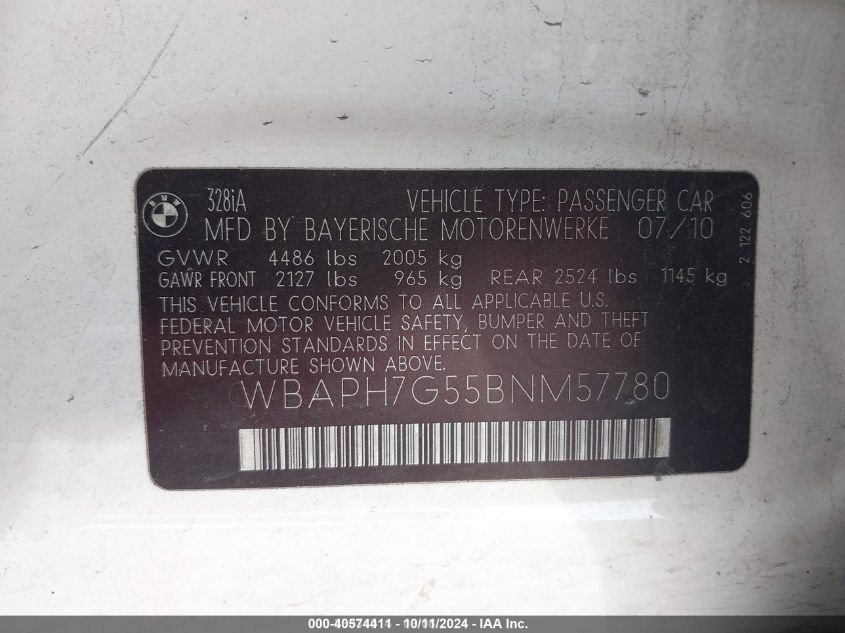 BMW
328iA VEHICLE TYPE: PASSENGER CAR
MFD BY BAYERISCHE MOTORENWERKE 07/10
GVWR 4486 lbs 2005 kg
GAWR FRONT 2127 lbs 965 kg REAR 2524 lbs 1145 kg
THIS VEHICLE CONFORMS TO ALL APPLICABLE U.S.
FEDERAL MOTOR VEHICLE SAFETY, BUMPER AND THEFT
PREVENTION STANDARDS IN EFFECT ON THE DATE OF
MANUFACTURE SHOWN ABOVE.
WBAPH7G55BNM57780
2 122 606
000-40574411 - 10/11/2024 - IAA Inc.